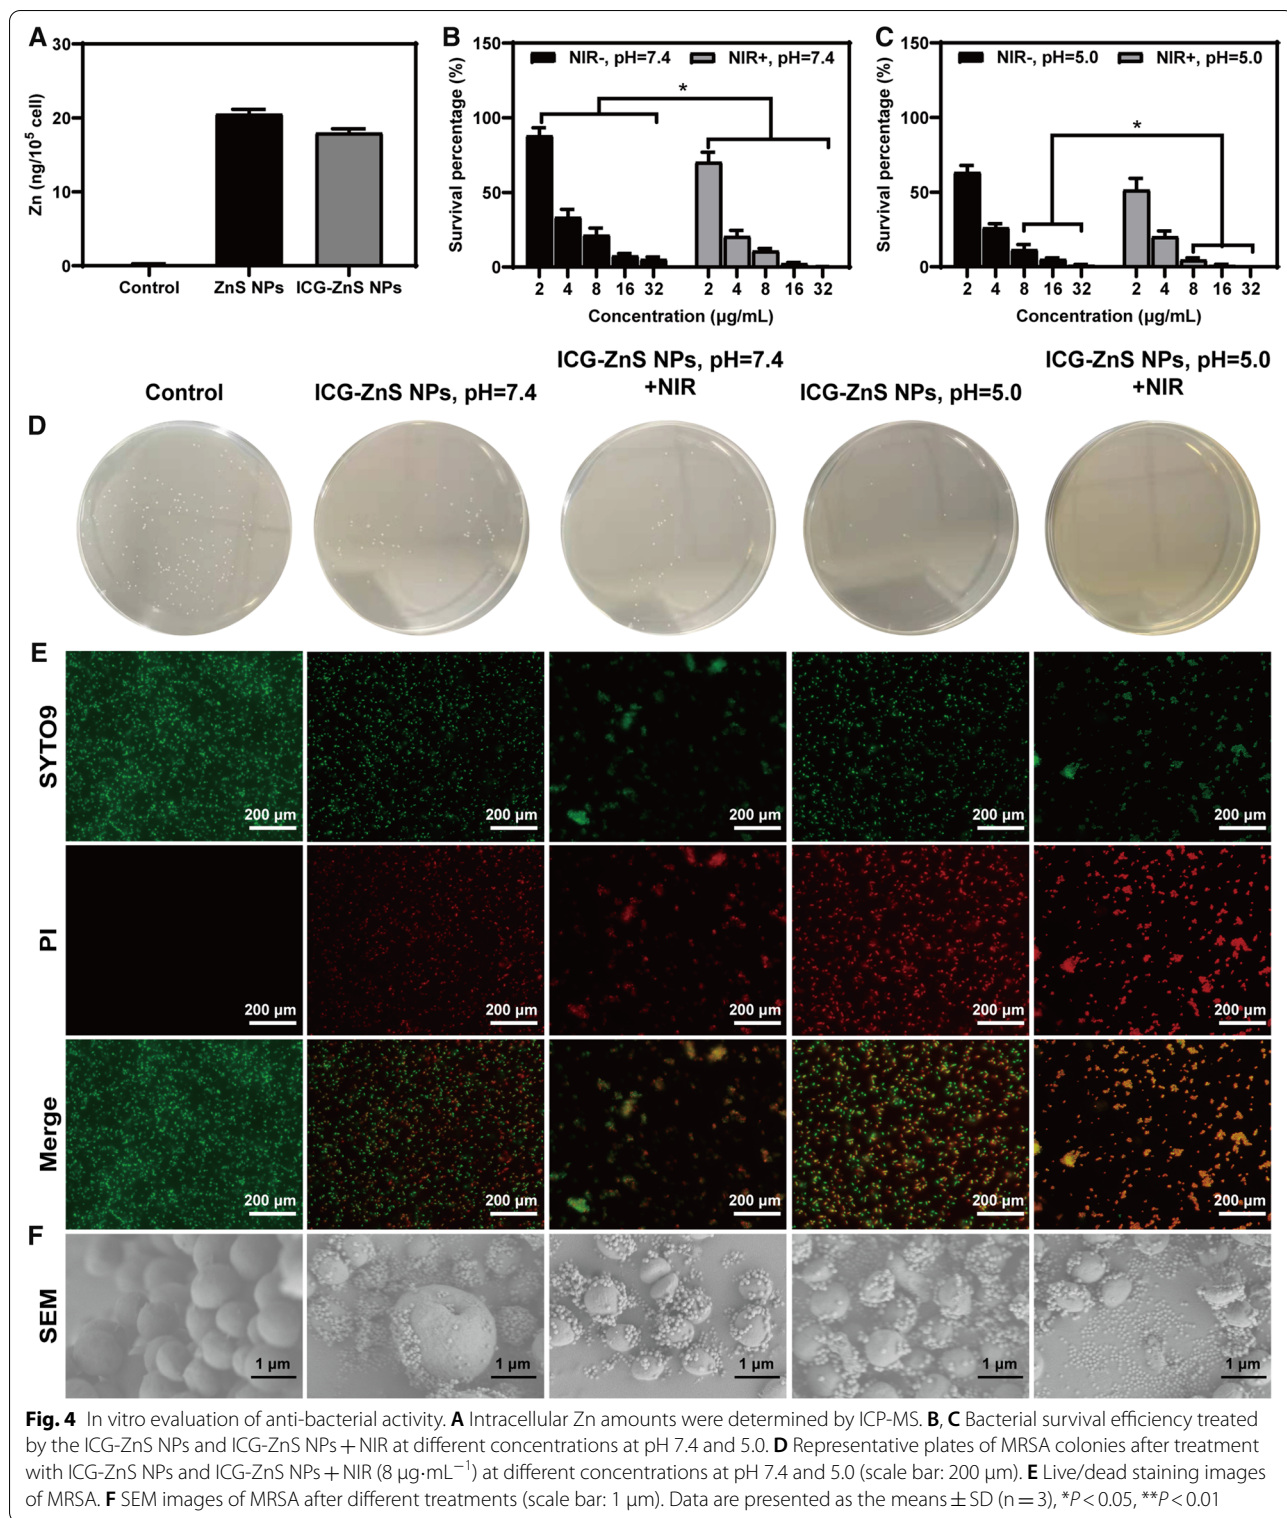 A
30
20
10
0
Zn (ng/10⁵ cell)
Control
ZnS NPs
ICG-ZnS NPs
B
150
100
50
0
Survival percentage (%)
NIR-, pH=7.4
NIR+, pH=7.4
*
2 4 8 16 32 2 4 8 16 32
Concentration (µg/mL)
C
150
100
50
0
Survival percentage (%)
NIR-, pH=5.0
NIR+, pH=5.0
*
2 4 8 16 32 2 4 8 16 32
Concentration (µg/mL)
Control
ICG-ZnS NPs, pH=7.4
ICG-ZnS NPs, pH=7.4
+NIR
ICG-ZnS NPs, pH=5.0
ICG-ZnS NPs, pH=5.0
+NIR
D
E
SYTO9
200 µm
200 µm
200 µm
200 µm
200 µm
PI
200 µm
200 µm
200 µm
200 µm
200 µm
Merge
200 µm
200 µm
200 µm
200 µm
200 µm
F
SEM
1 µm
1 µm
1 µm
1 µm
1 µm
Fig. 4 In vitro evaluation of anti-bacterial activity. A Intracellular Zn amounts were determined by ICP-MS. B, C Bacterial survival efficiency treated
by the ICG-ZnS NPs and ICG-ZnS NPs + NIR at different concentrations at pH 7.4 and 5.0. D Representative plates of MRSA colonies after treatment
with ICG-ZnS NPs and ICG-ZnS NPs + NIR (8 µg·mL⁻¹) at different concentrations at pH 7.4 and 5.0 (scale bar: 200 µm). E Live/dead staining images
of MRSA. F SEM images of MRSA after different treatments (scale bar: 1 µm). Data are presented as the means ± SD (n = 3), *P < 0.05, **P < 0.01